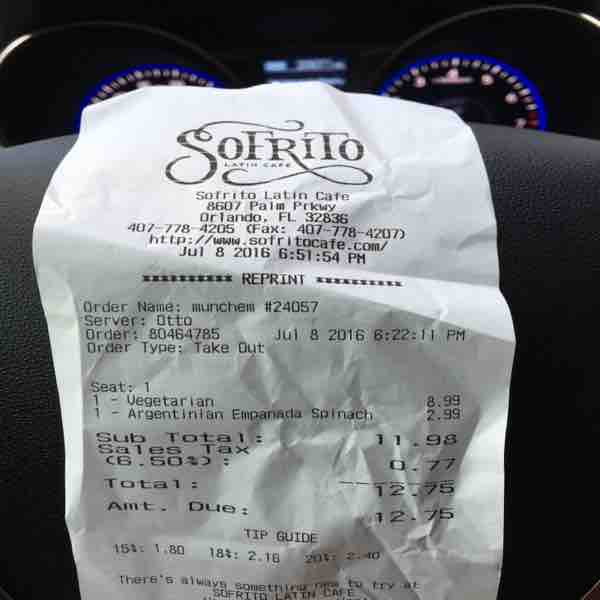 SOFRITO
LATIN CAFE
Sofrito Latin Cafe
8607 Palm Prkwy
Orlando, FL 32836
407-778-4205 (Fax: 407-778-4207)
http://www.sofritocafe.com/
Jul 8 2016 6:51:54 PM
********** REPRINT **********
Order Name: munchem #24057
Server: Otto
Order: 80464785 Jul 8 2016 6:22:11 PM
Order Type: Take Out
Seat: 1
1 - Vegetarian 8.99
1 - Argentinian Empanada Spinach 2.99
Sub Total: 11.98
Sales Tax
(6.50%): 0.77
Total: 12.75
Amt. Due: 12.75
TIP GUIDE
15%: 1.80 18%: 2.16 20%: 2.40
There's always something new to try at
SOFRITO LATIN CAFE